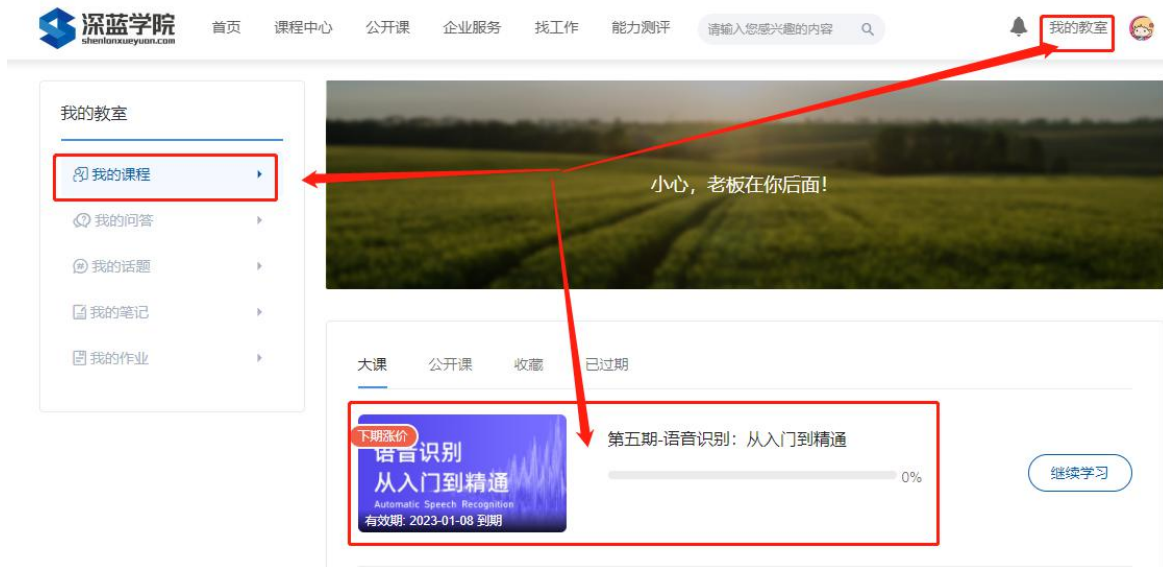 深蓝学院
shenlanxueyuan.com
首页 课程中心 公开课 企业服务 找工作 能力测评 请输入您感兴趣的内容 我的教室
我的教室
我的课程
我的问答
我的话题
我的笔记
我的作业
小心，老板在你后面！
大课 公开课 收藏 已过期
下期涨价
语音识别
从入门到精通
Automatic Speech Recognition
有效期: 2023-01-08 到期
第五期-语音识别：从入门到精通
0%
继续学习